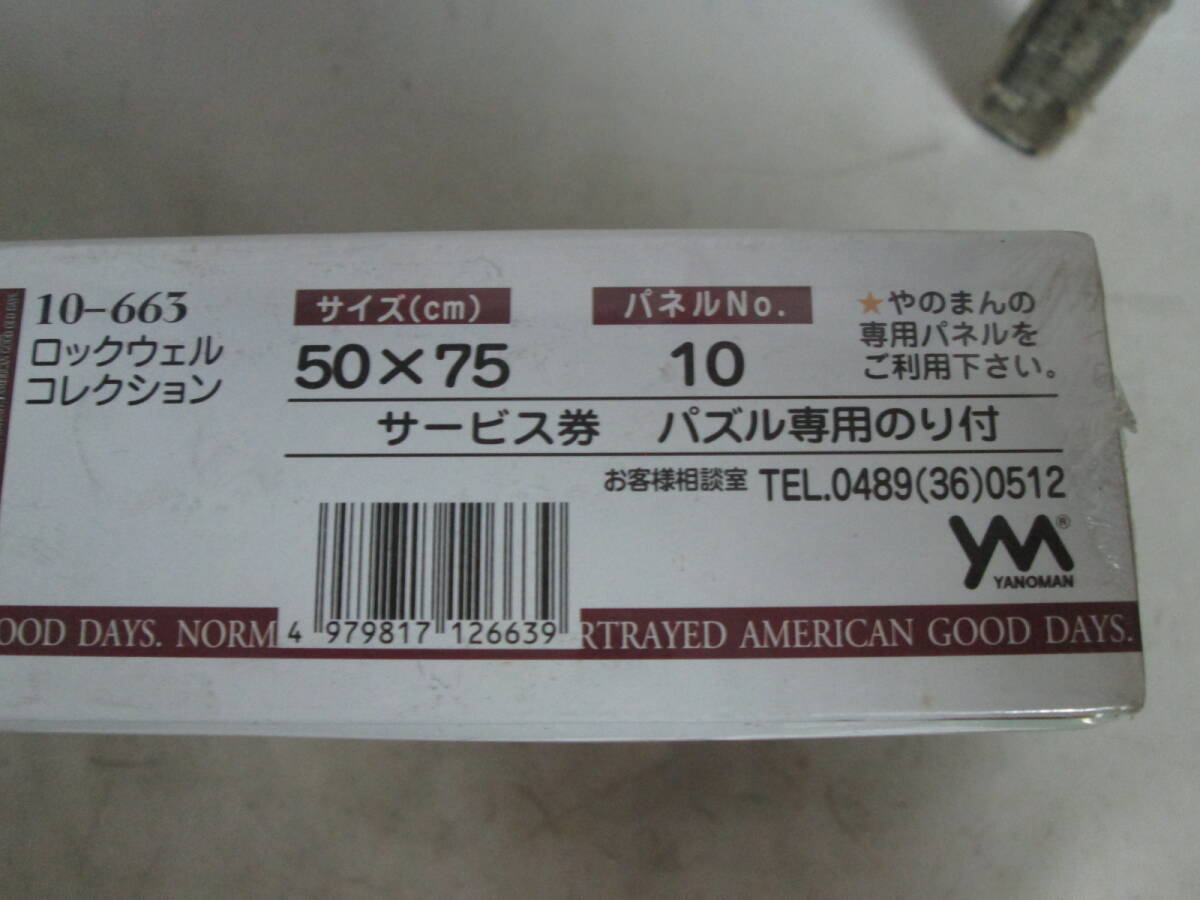 10-663
ロックウェル
コレクション
サイズ(cm)
50×75
パネルNo.
10
★やのまんの
専用パネルを
ご利用下さい。
サービス券 パズル専用のり付
お客様相談室 TEL.0489(36)0512
YM®
YANOMAN
4 979817 126639
OOD DAYS. NORM
RTRAYED AMERICAN GOOD DAYS.